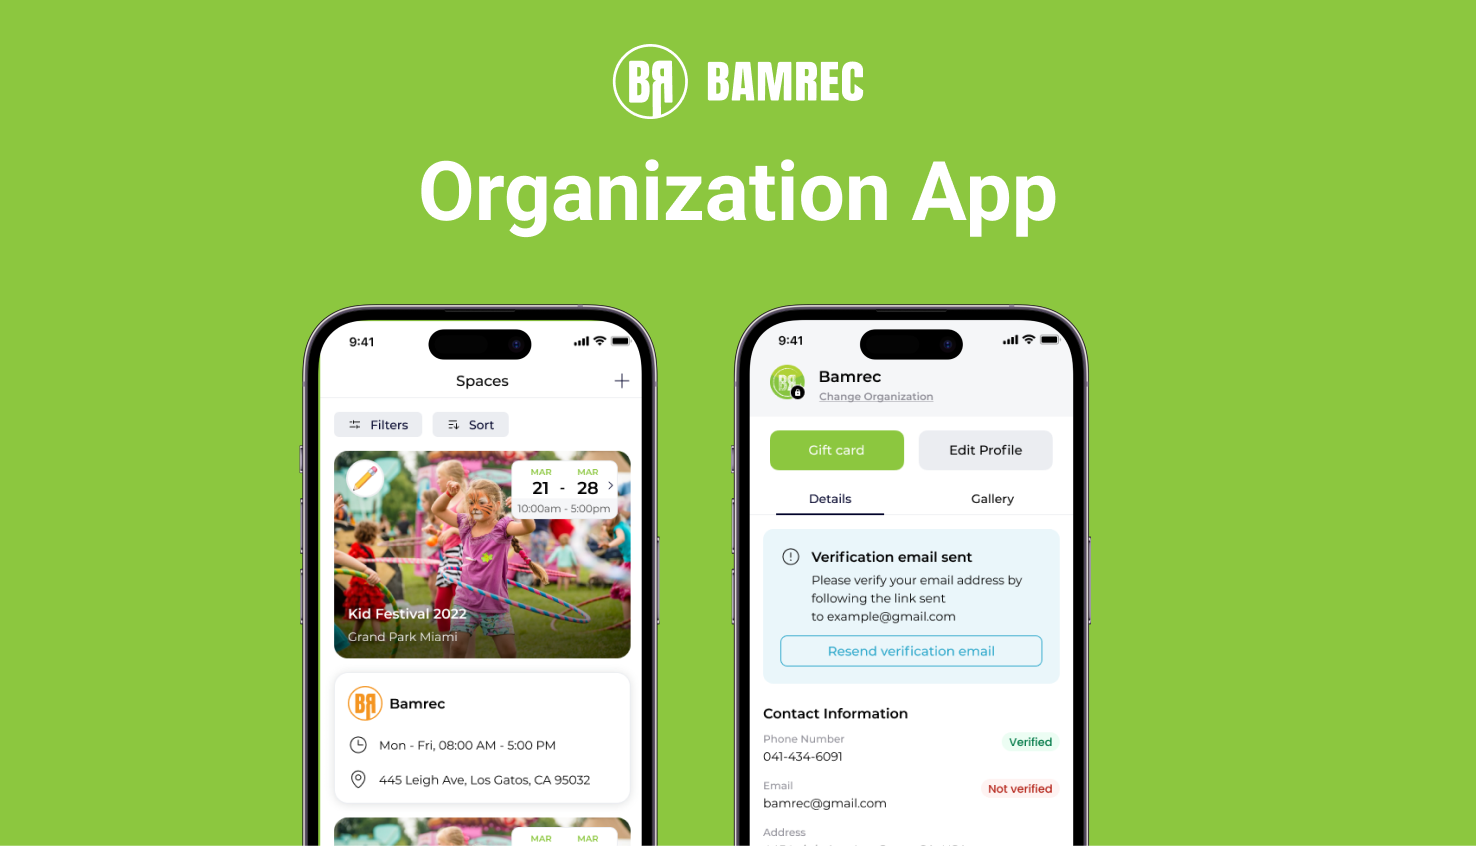 BR BAMREC
Organization App
9:41
Spaces
Filters
Sort
MAR MAR
21 - 28
10:00am - 5:00pm
Kid Festival 2022
Grand Park Miami
BR
Bamrec
Mon - Fri, 08:00 AM - 5:00 PM
445 Leigh Ave, Los Gatos, CA 95032
MAR MAR
9:41
BR
Bamrec
Change Organization
Gift card
Edit Profile
Details
Gallery
Verification email sent
Please verify your email address by
following the link sent
to example@gmail.com
Resend verification email
Contact Information
Phone Number
041-434-6091
Verified
Email
bamrec@gmail.com
Not verified
Address